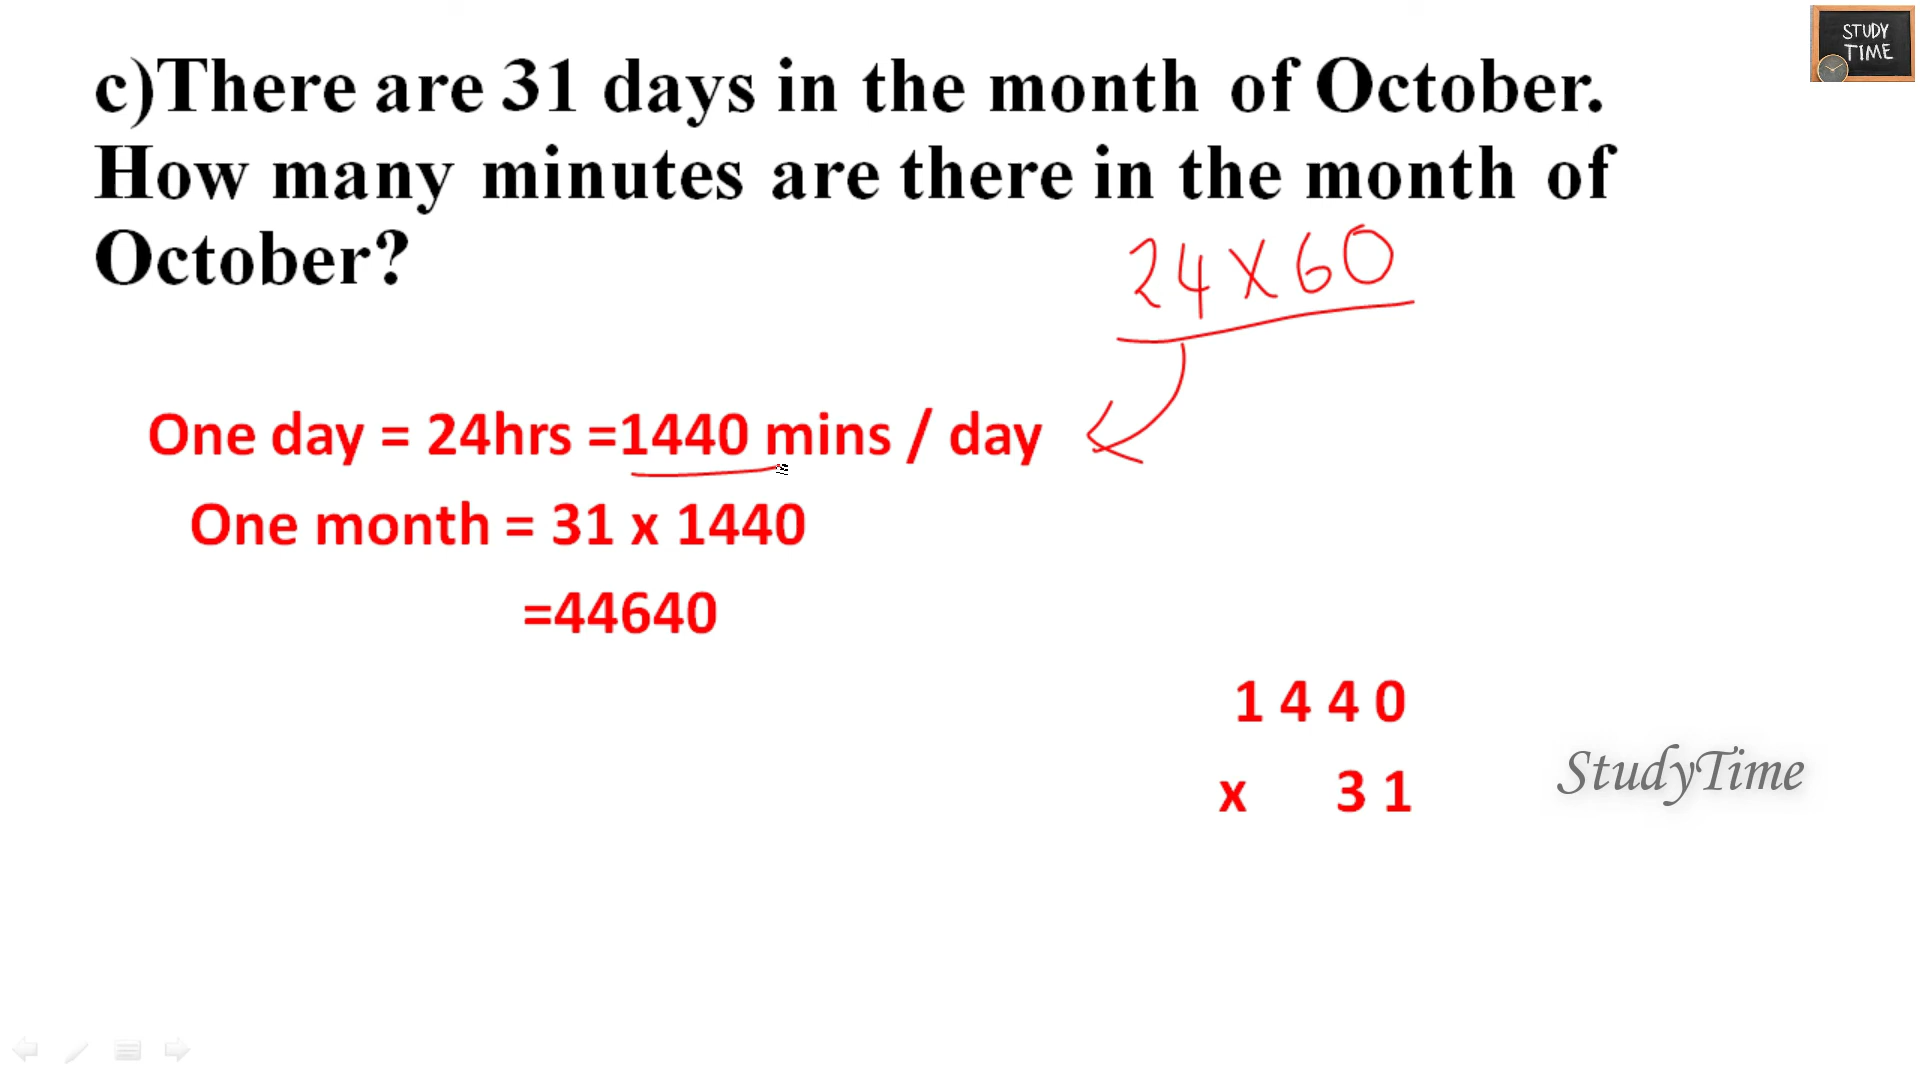 STUDY
TIME
c)There are 31 days in the month of October.
How many minutes are there in the month of
October?
24 X 60
One day = 24hrs =1440 mins / day
One month = 31 x 1440
=44640
1 4 4 0
x 3 1
StudyTime